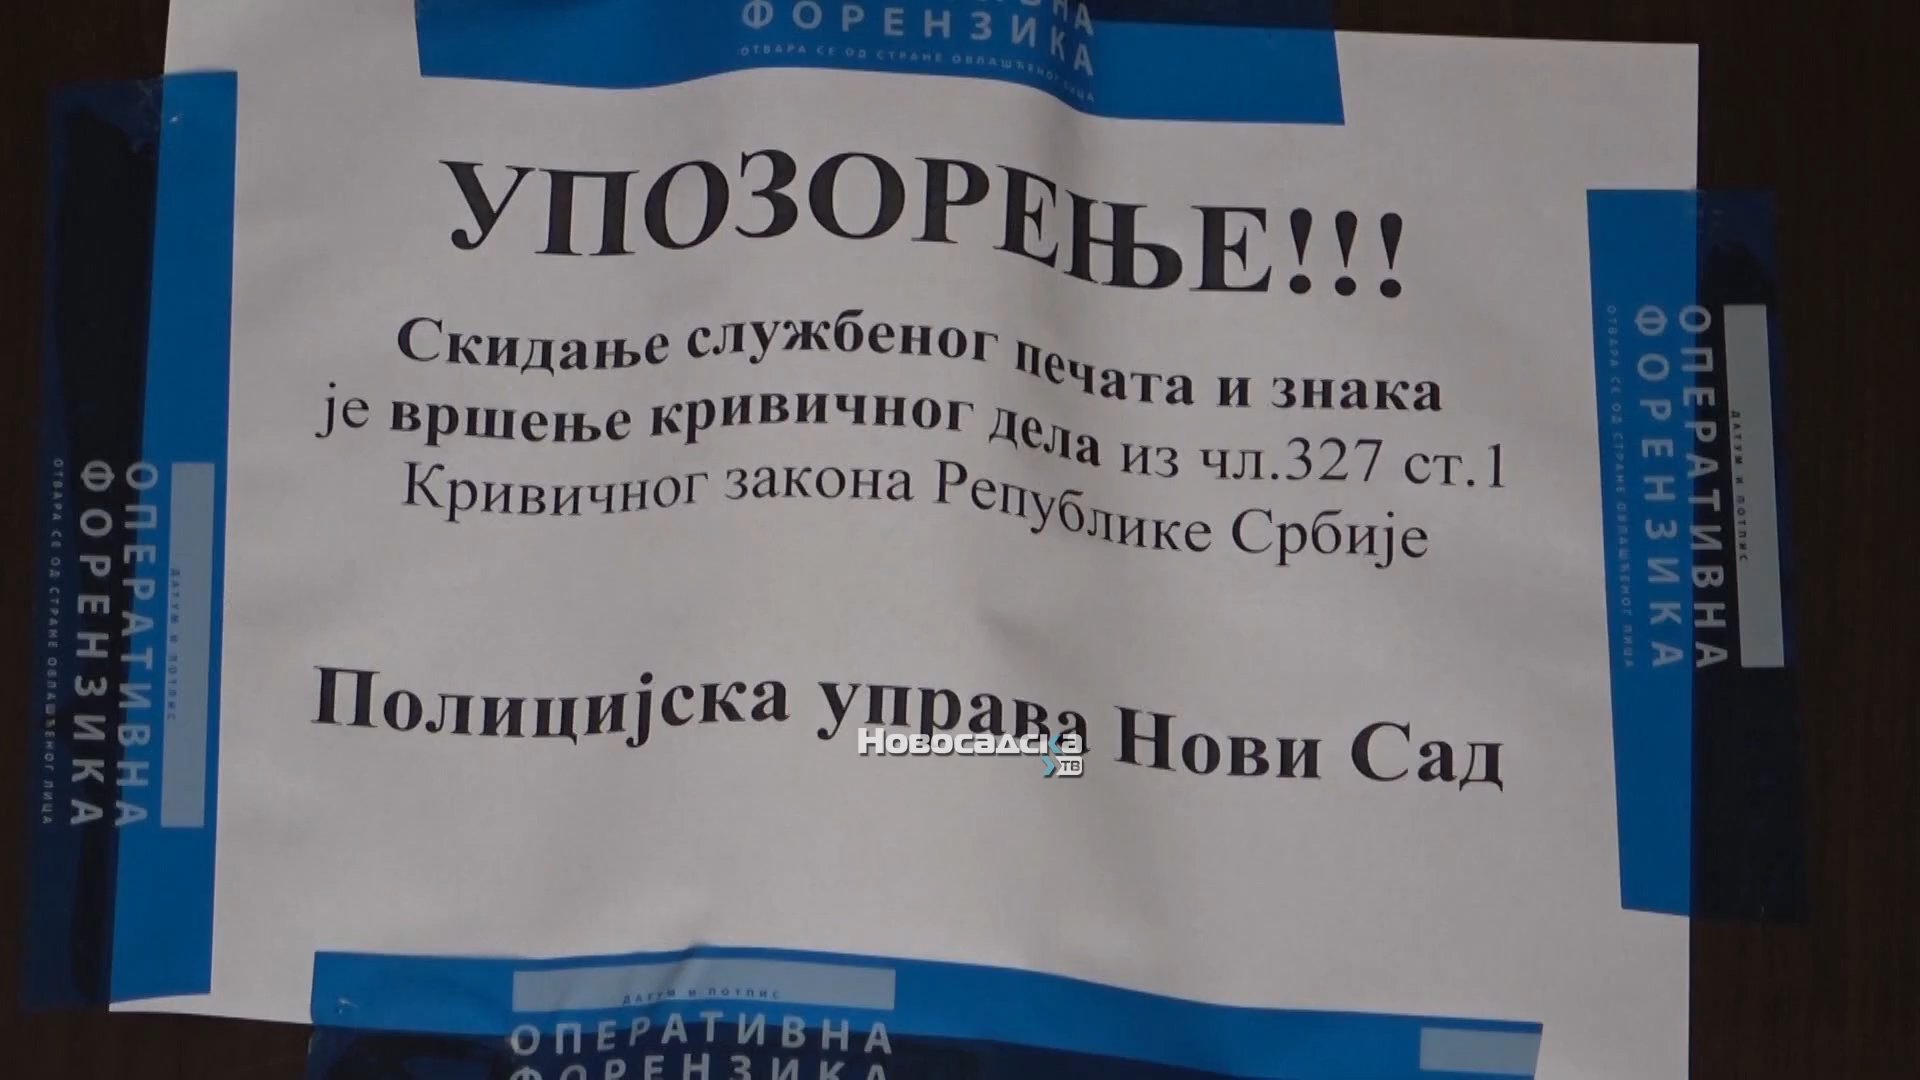 ОПЕРАТИВНА
ФОРЕНЗИКА
ОТВАРА СЕ ОД СТРАНЕ ОВЛАШЋЕНОГ ЛИЦА
УПОЗОРЕЊЕ!!!
Скидање службеног печата и знака
је вршење кривичног дела из чл.327 ст.1
Кривичног закона Републике Србије
Полицијска управа Нови Сад
НОВОСАДСКА
ТВ
ДАТУМ И ПОТПИС
ОПЕРАТИВНА
ФОРЕНЗИКА
ОТВАРА СЕ ОД СТРАНЕ ОВЛАШЋЕНОГ ЛИЦА
ДАТУМ И ПОТПИС
ОПЕРАТИВНА
ФОРЕНЗИКА
ОТВАРА СЕ ОД СТРАНЕ ОВЛАШЋЕНОГ ЛИЦА
ДАТУМ И ПОТПИС
ОПЕРАТИВНА
ФОРЕНЗИКА